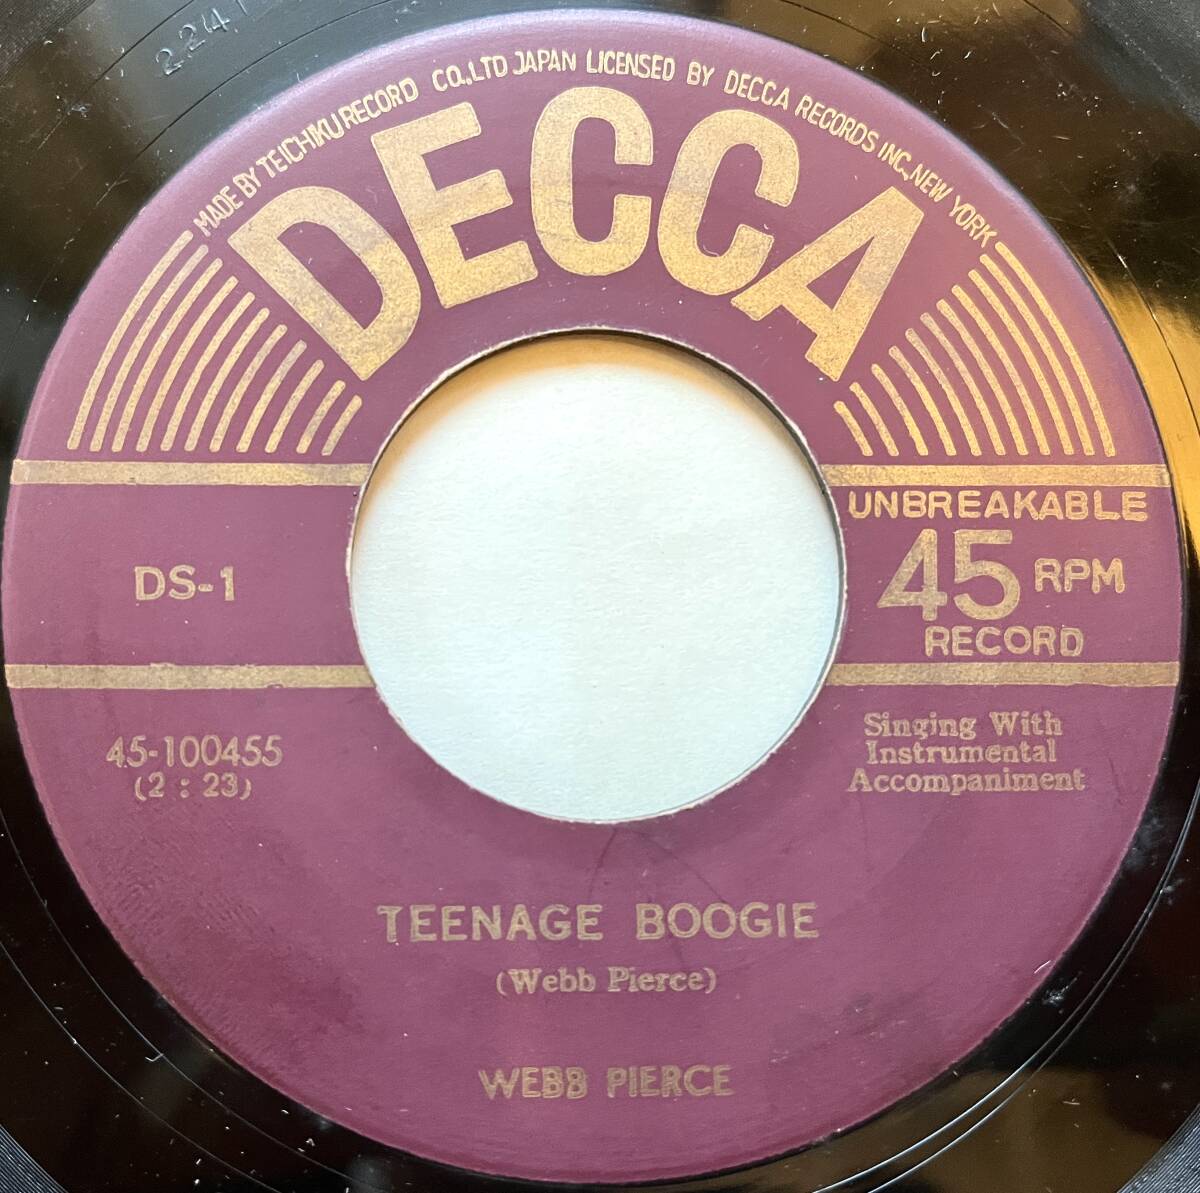 224
MADE BY TEICHIKU RECORD CO.,LTD JAPAN LICENSED BY DECCA RECORDS INC., NEW YORK
DECCA
UNBREAKABLE
45 RPM
RECORD
DS-1
45-100455
(2 : 23)
Singing With
Instrumental
Accompaniment
TEENAGE BOOGIE
(Webb Pierce)
WEBB PIERCE